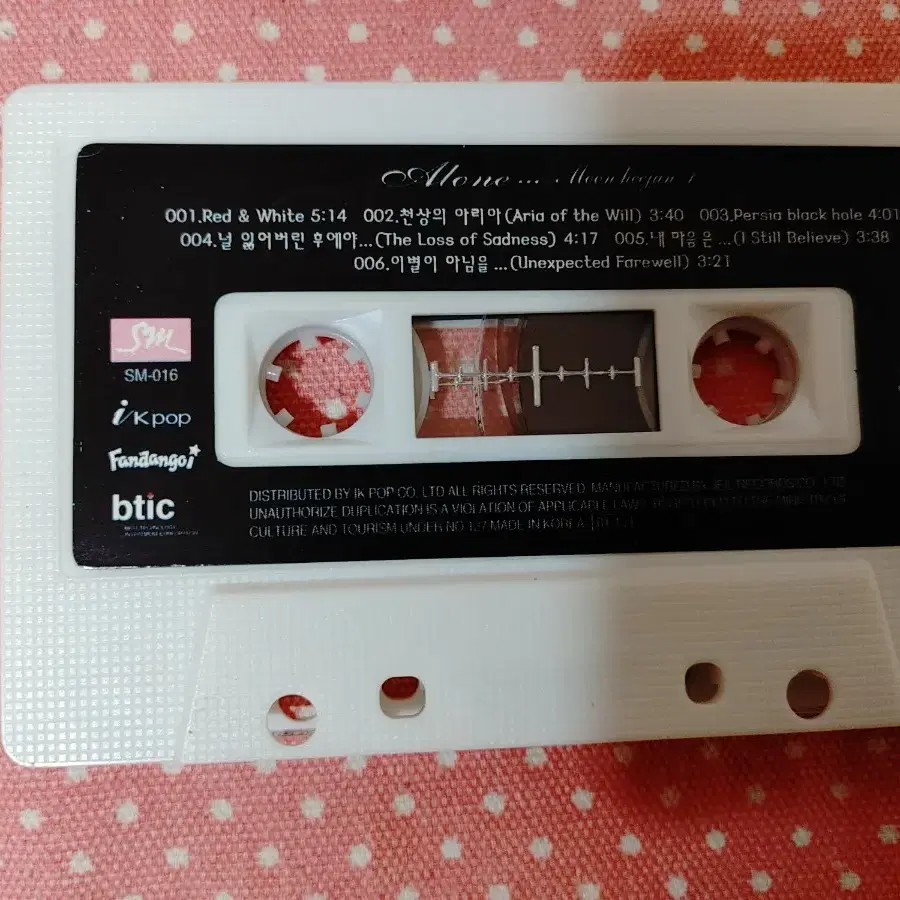 Alone... Moon heejun 1
001.Red & White 5:14 002.천상의 아리아(Aria of the Will) 3:40 003.Persia black hole 4:01
004.널 잃어버린 후에야...(The Loss of Sadness) 4:17 005.내 마음은 ...(I Still Believe) 3:38
006.이별이 아님을 ...(Unexpected Farewell) 3:21
SM
SM-016
iKpop
Fandango
btic
DISTRIBUTED BY IK POP CO. LTD ALL RIGHTS RESERVED. MANUFACTURED BY JEIL RECORDS CO. LTD
UNAUTHORIZE DUPLICATION IS A VIOLATION OF APPLICABLE LAWS.
CULTURE AND TOURISM UNDER NO.137 MADE IN KOREA